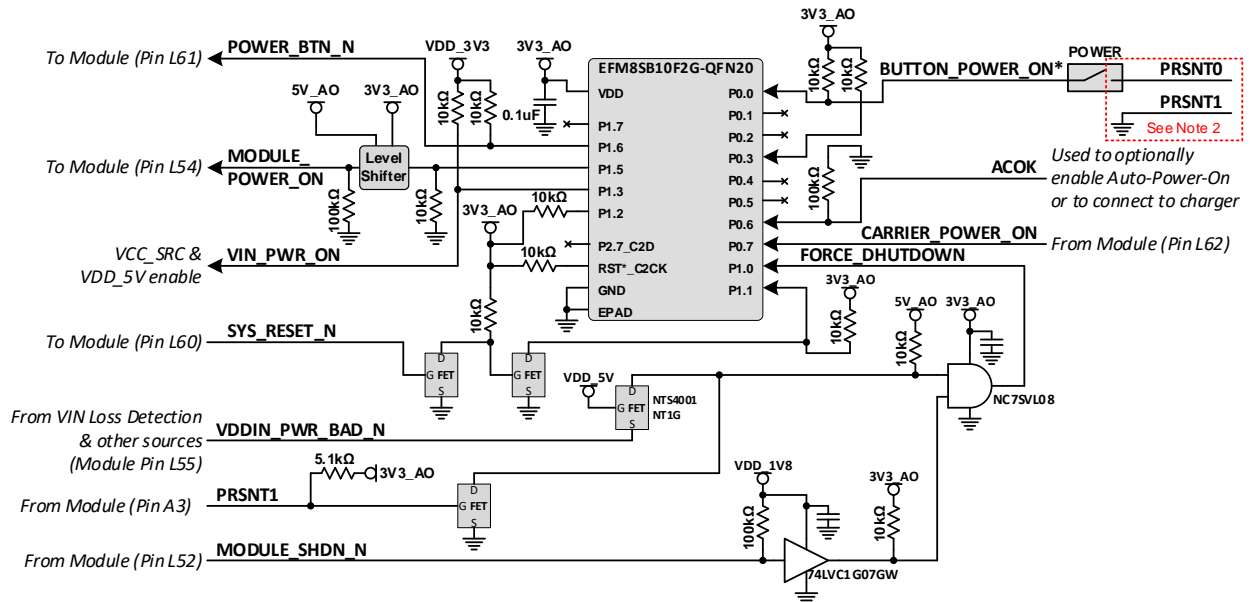 3V3_AO
To Module (Pin L61)
POWER_BTN_N
VDD_3V3
3V3_AO
EFM8SB10F2G-QFN20
POWER
BUTTON_POWER_ON*
PRSNT0
10kΩ
10kΩ
10kΩ
10kΩ
0.1uF
VDD
P0.0
P0.1
PRSNT1
5V_AO
3V3_AO
P1.7
P0.2
See Note 2
P1.6
P0.3
To Module (Pin L54)
MODULE_
POWER_ON
Level
Shifter
P1.5
P0.4
100kΩ
ACOK
Used to optionally
enable Auto-Power-On
or to connect to charger
P1.3
P0.5
100kΩ
10kΩ
3V3_AO
10kΩ
P1.2
P0.6
VCC_SRC &
VDD_5V enable
VIN_PWR_ON
10kΩ
P2.7_C2D
P0.7
CARRIER_POWER_ON
From Module (Pin L62)
RST*_C2CK
P1.0
FORCE_DHUTDOWN
GND
P1.1
EPAD
3V3_AO
5V_AO
3V3_AO
10kΩ
10kΩ
10kΩ
To Module (Pin L60)
SYS_RESET_N
D
G FET
S
D
G FET
S
VDD_5V
D
G FET
S
NTS4001
NT1G
NC7SVL08
From VIN Loss Detection
& other sources
(Module Pin L55)
VDDIN_PWR_BAD_N
5.1kΩ
3V3_AO
From Module (Pin A3)
PRSNT1
D
G FET
S
VDD_1V8
3V3_AO
100kΩ
10kΩ
From Module (Pin L52)
MODULE_SHDN_N
74LVC1G07GW